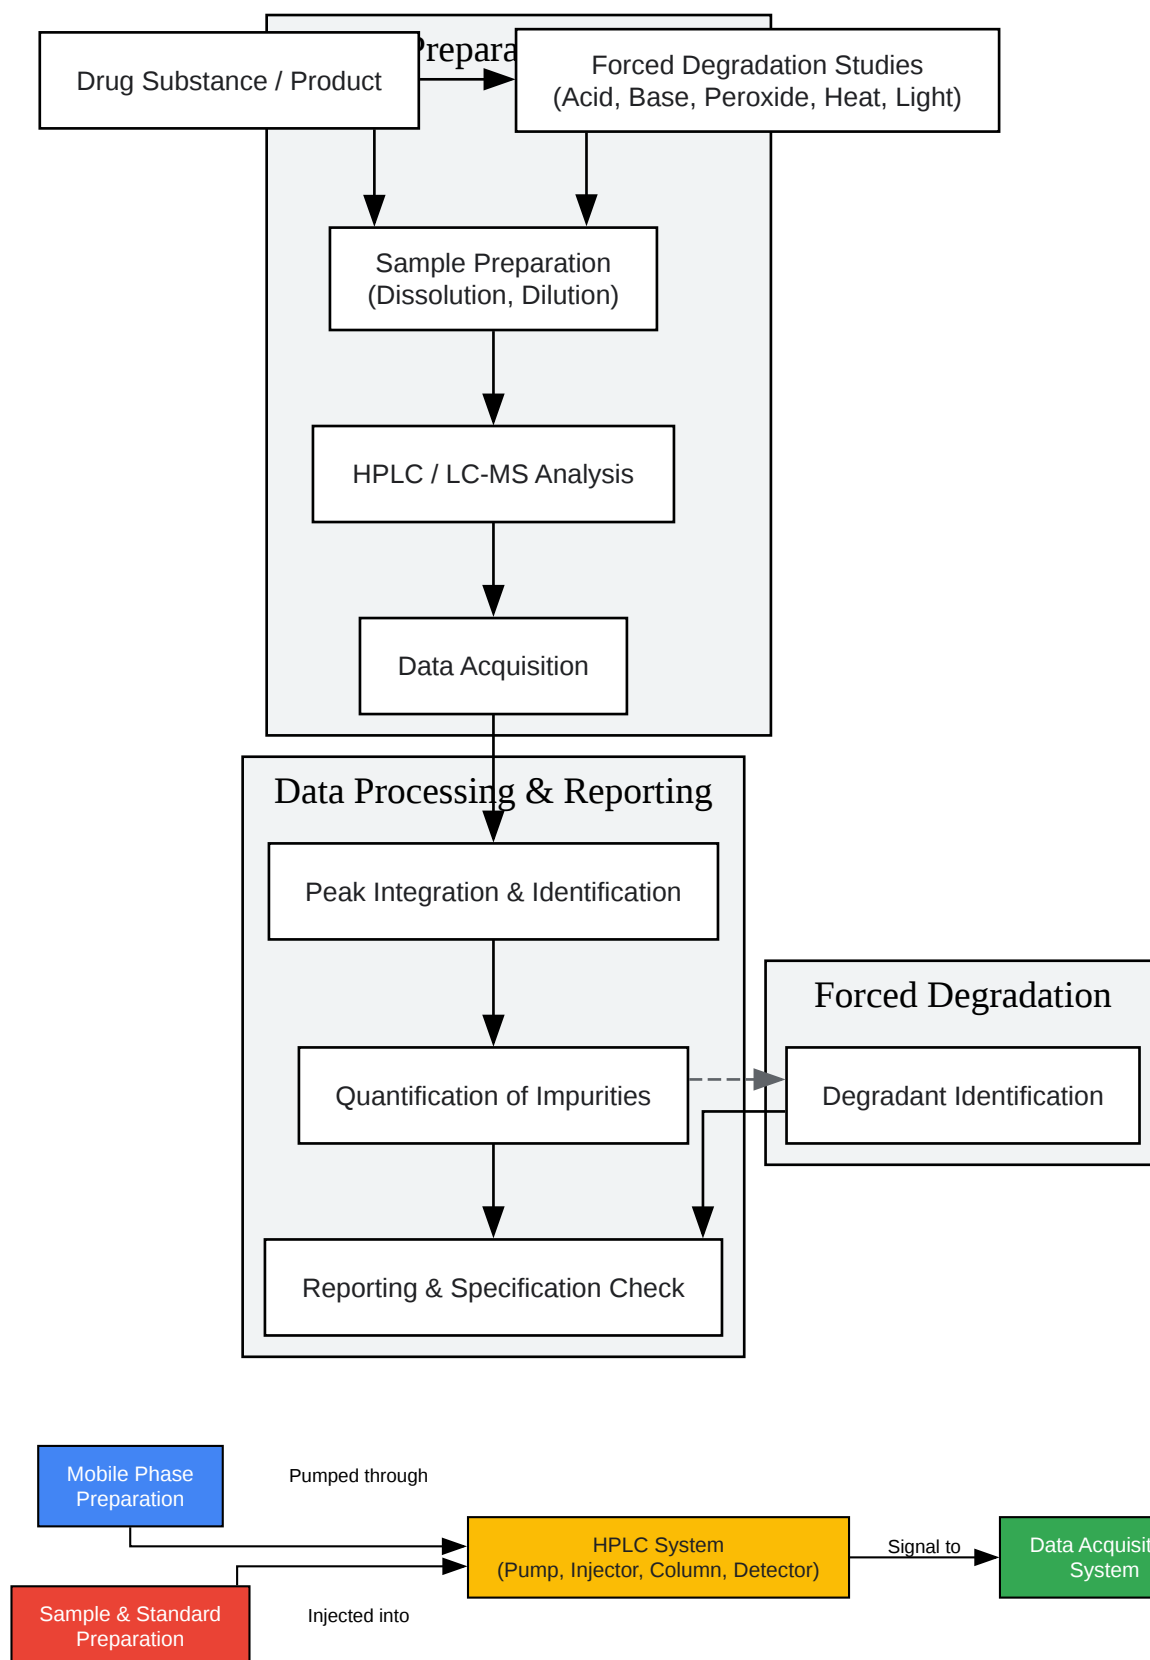 Drug Substance / Product
Forced Degradation Studies
(Acid, Base, Peroxide, Heat, Light)
Sample Preparation
(Dissolution, Dilution)
HPLC / LC-MS Analysis
Data Acquisition
Data Processing & Reporting
Peak Integration & Identification
Forced Degradation
Quantification of Impurities
Degradant Identification
Reporting & Specification Check
Mobile Phase
Preparation
Pumped through
HPLC System
(Pump, Injector, Column, Detector)
Signal to
Data Acquisit
System
Sample & Standard
Preparation
Injected into